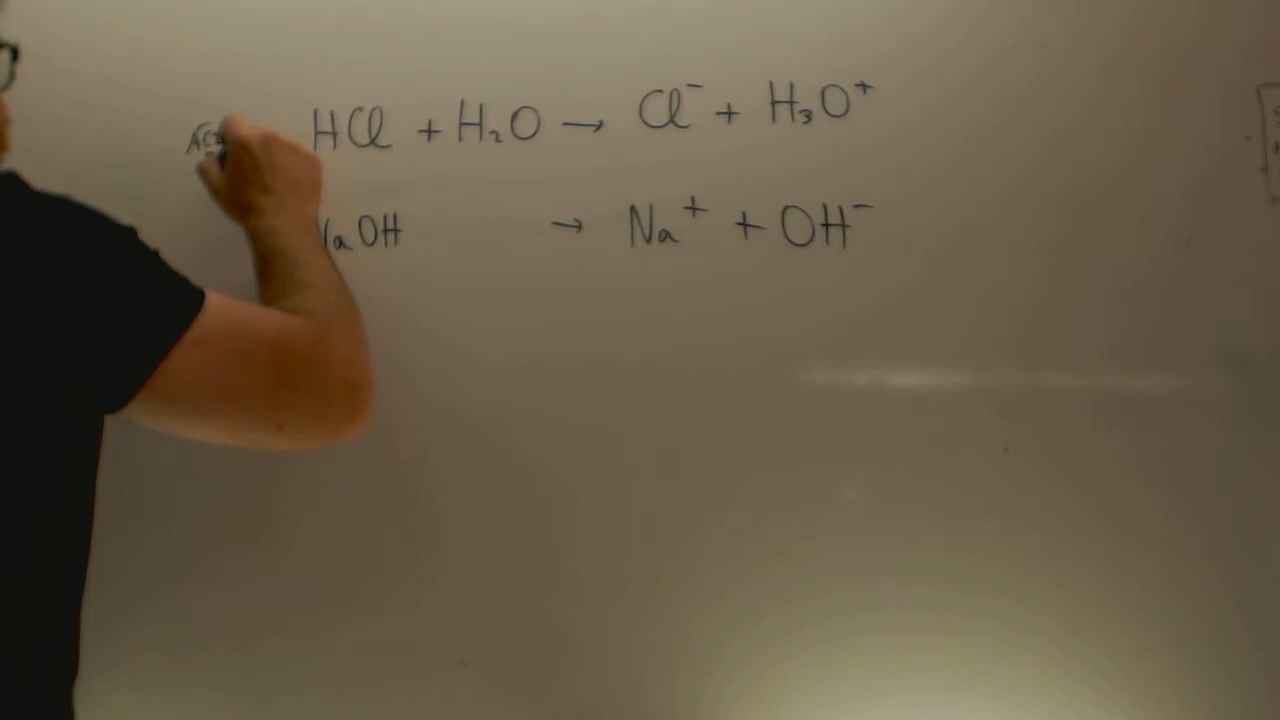 HCl + H₂O → Cl⁻ + H₃O⁺
aOH → Na⁺ + OH⁻